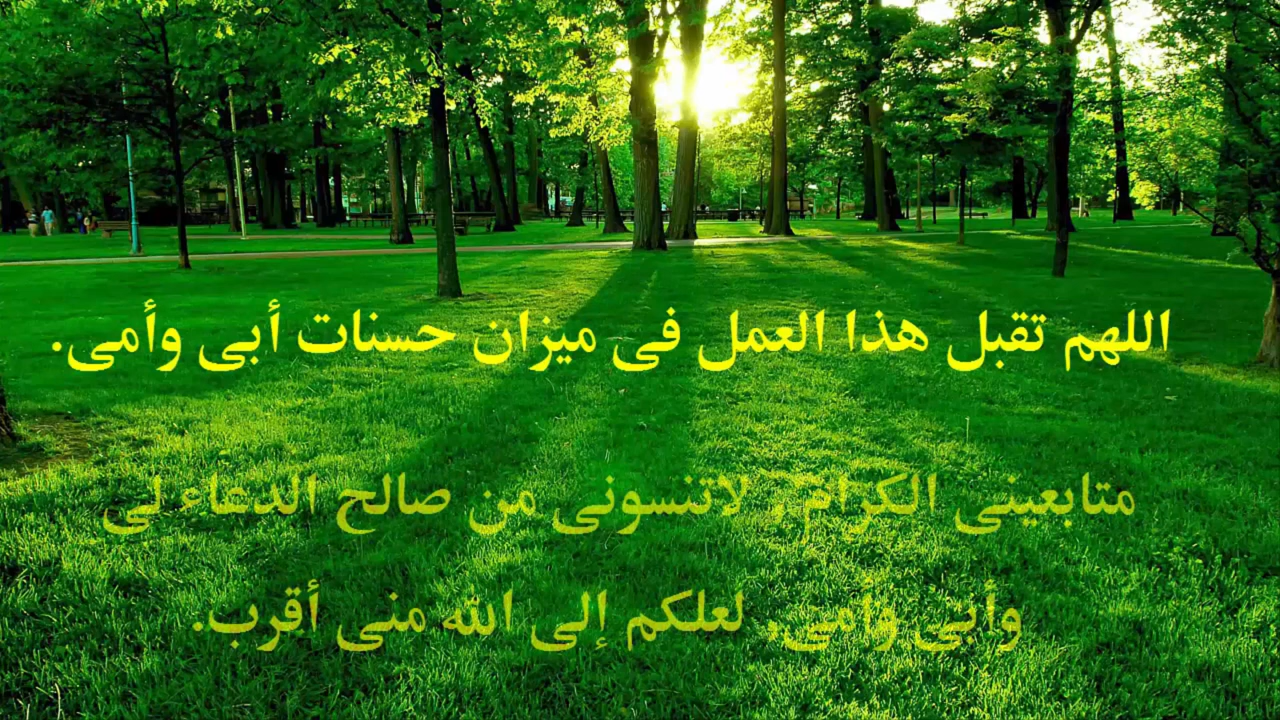 اللهم تقبل هذا العمل فى ميزان حسنات أبى وأمى.
متابعينى الكرام، لاتنسونى من صالح الدعاء لى
وأبى وأمى، لعلكم إلى الله منى أقرب.